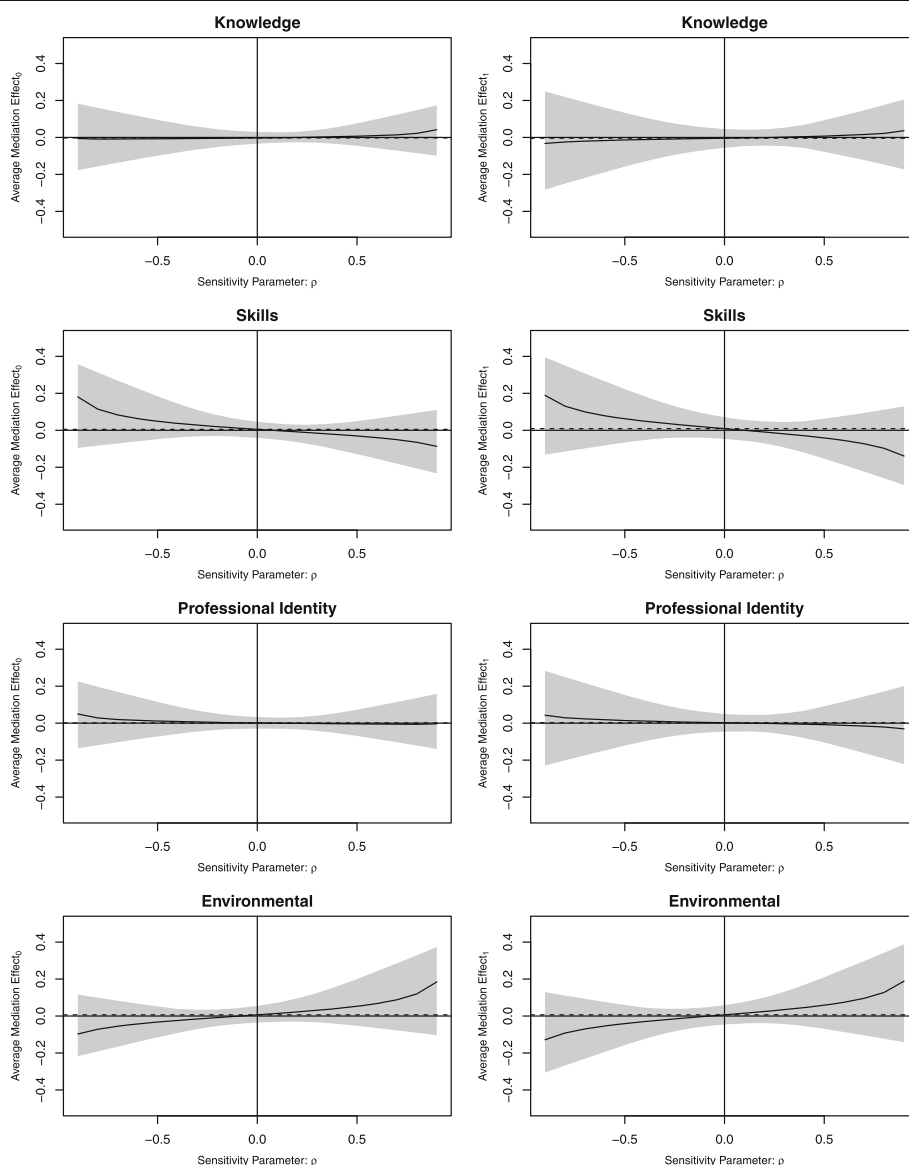 Knowledge
Knowledge
Average Mediation Effect₀
0.4
0.2
0.0
−0.2
−0.4
−0.5 0.0 0.5
Sensitivity Parameter: ρ
Average Mediation Effect₁
0.4
0.2
0.0
−0.2
−0.4
−0.5 0.0 0.5
Sensitivity Parameter: ρ
Skills
Skills
Average Mediation Effect₀
0.4
0.2
0.0
−0.2
−0.4
−0.5 0.0 0.5
Sensitivity Parameter: ρ
Average Mediation Effect₁
0.4
0.2
0.0
−0.2
−0.4
−0.5 0.0 0.5
Sensitivity Parameter: ρ
Professional Identity
Professional Identity
Average Mediation Effect₀
0.4
0.2
0.0
−0.2
−0.4
−0.5 0.0 0.5
Sensitivity Parameter: ρ
Average Mediation Effect₁
0.4
0.2
0.0
−0.2
−0.4
−0.5 0.0 0.5
Sensitivity Parameter: ρ
Environmental
Environmental
Average Mediation Effect₀
0.4
0.2
0.0
−0.2
−0.4
−0.5 0.0 0.5
Sensitivity Parameter: ρ
Average Mediation Effect₁
0.4
0.2
0.0
−0.2
−0.4
−0.5 0.0 0.5
Sensitivity Parameter: ρ